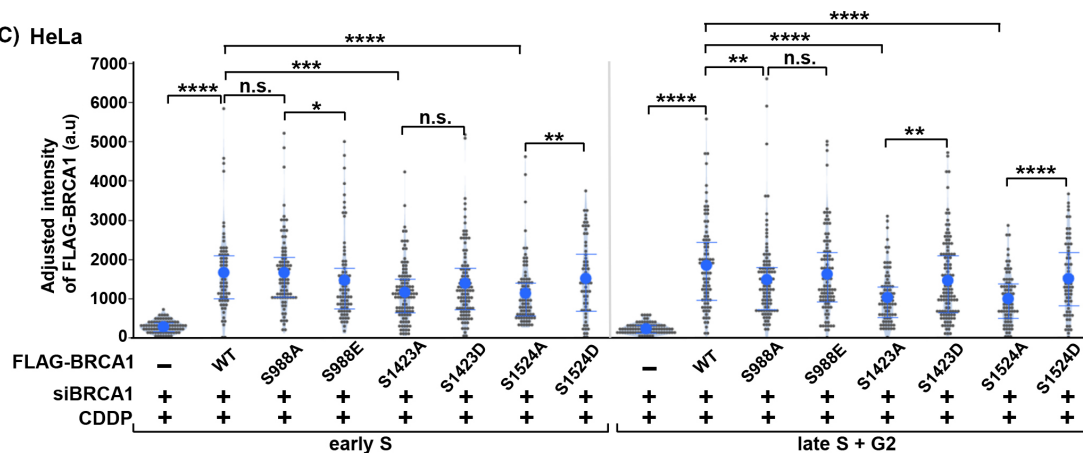 C) HeLa
****
****
****
****
***
n.s.
**
n.s.
****
n.s.
****
*
n.s.
**
**
****
7000
6000
5000
4000
3000
2000
1000
0
Adjusted intensity
of FLAG-BRCA1 (a.u)
FLAG-BRCA1 – WT S988A S988E S1423A S1423D S1524A S1524D – WT S988A S988E S1423A S1423D S1524A S1524D
siBRCA1 + + + + + + + + + + + + + + + +
CDDP + + + + + + + + + + + + + + + +
early S late S + G2